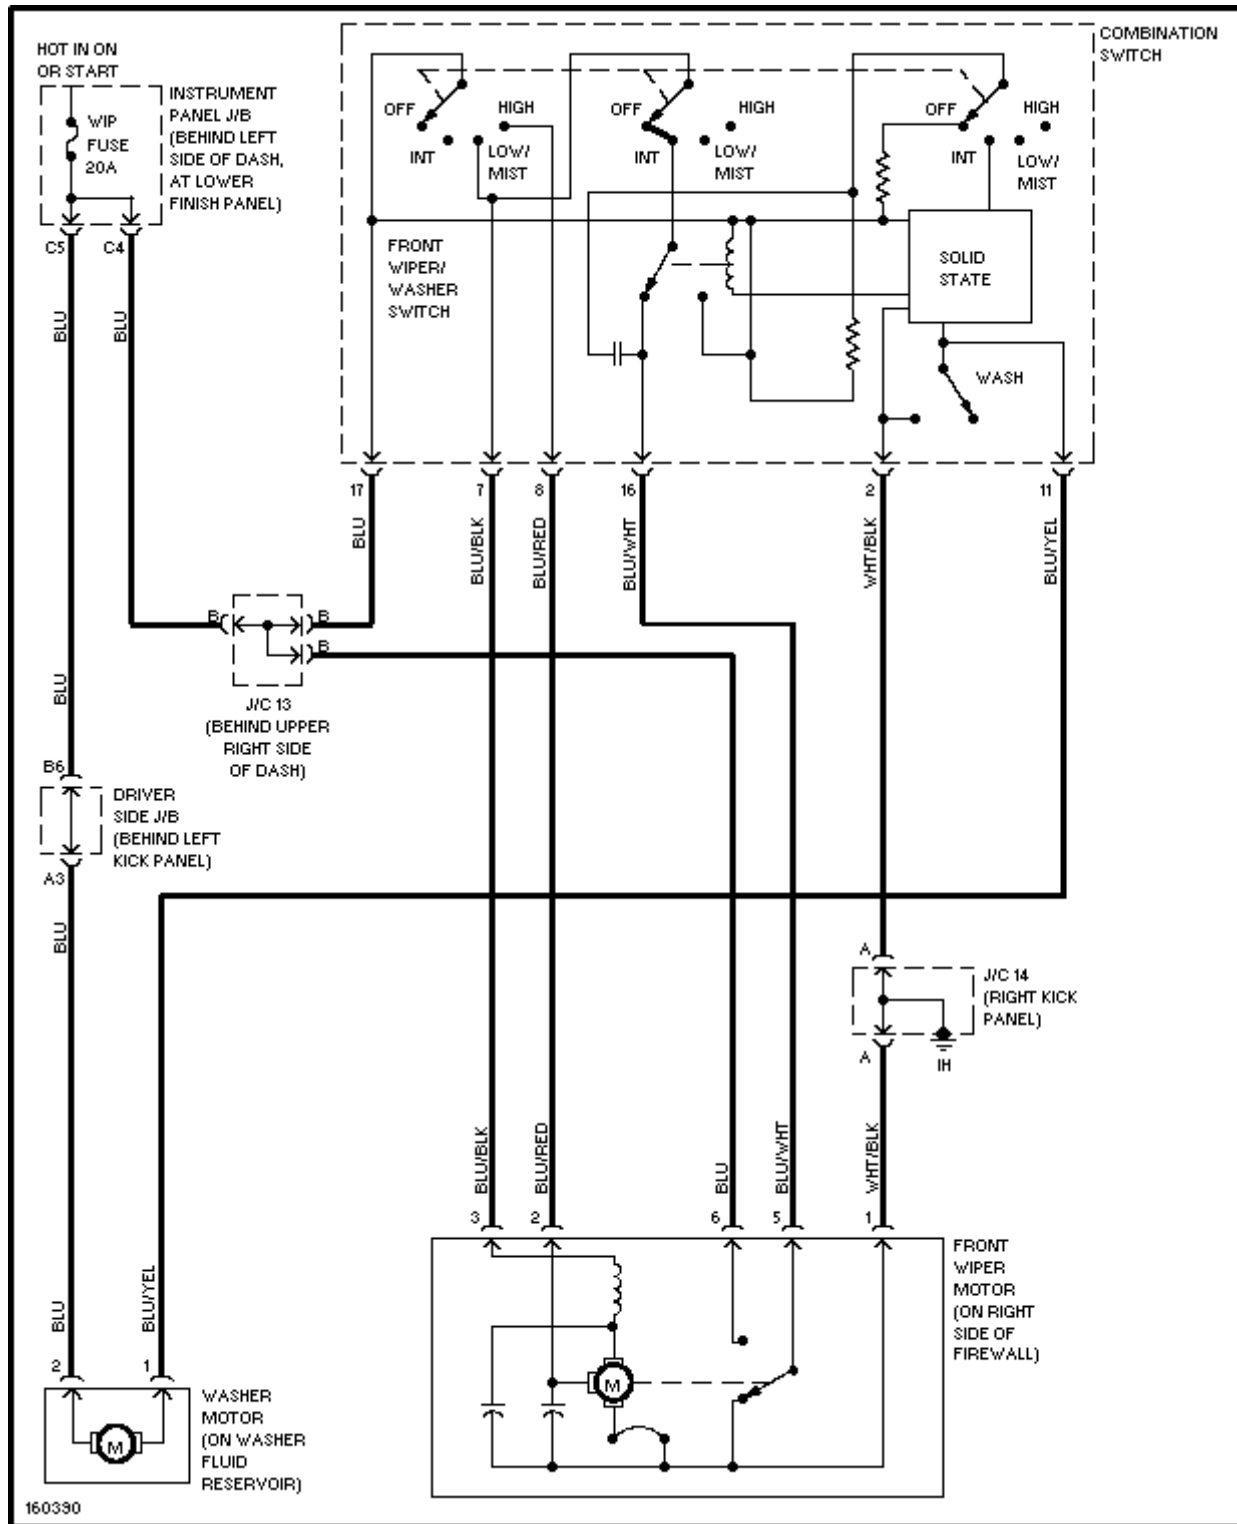 HOT IN ON
OR START
WIP
FUSE
20A
INSTRUMENT
PANEL J/B
(BEHIND LEFT
SIDE OF DASH,
AT LOWER
FINISH PANEL)
C5
C4
BLU
BLU
COMBINATION
SWITCH
OFF
HIGH
INT
LOW/
MIST
OFF
HIGH
INT
LOW/
MIST
OFF
HIGH
INT
LOW/
MIST
FRONT
WIPER/
WASHER
SWITCH
SOLID
STATE
WASH
17
7
8
16
2
11
BLU
BLU/BLK
BLU/RED
BLU/WHT
WHT/BLK
BLU/YEL
B
B
B
J/C 13
(BEHIND UPPER
RIGHT SIDE
OF DASH)
BLU
B6
DRIVER
SIDE J/B
(BEHIND LEFT
KICK PANEL)
A3
BLU
A
J/C 14
(RIGHT KICK
PANEL)
A
IH
BLU/BLK
BLU/RED
BLU
BLU/WHT
WHT/BLK
3
2
6
5
1
FRONT
WIPER
MOTOR
(ON RIGHT
SIDE OF
FIREWALL)
M
BLU
BLU/YEL
2
1
WASHER
MOTOR
(ON WASHER
FLUID
RESERVOIR)
M
160390